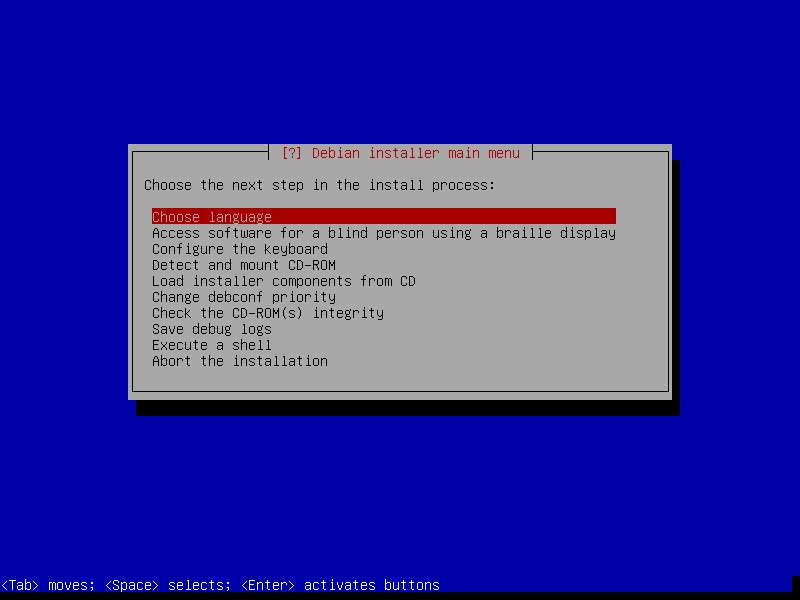 [?] Debian installer main menu
Choose the next step in the install process:
Choose language
Access software for a blind person using a braille display
Configure the keyboard
Detect and mount CD-ROM
Load installer components from CD
Change debconf priority
Check the CD-ROM(s) integrity
Save debug logs
Execute a shell
Abort the installation
<Tab> moves; <Space> selects; <Enter> activates buttons